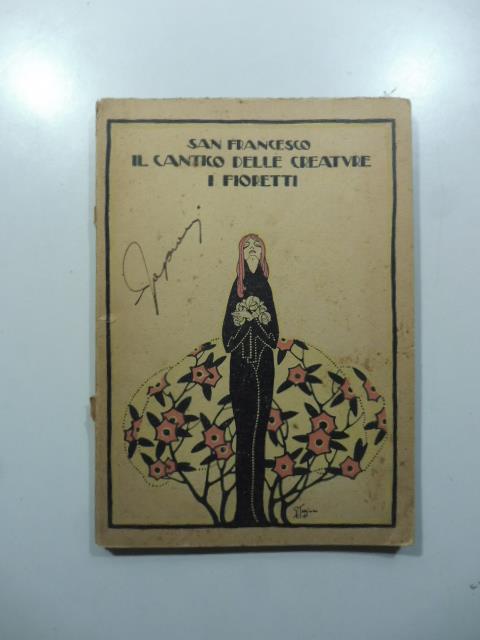 SAN FRANCESCO
IL CANTICO DELLE CREATVRE
I FIORETTI